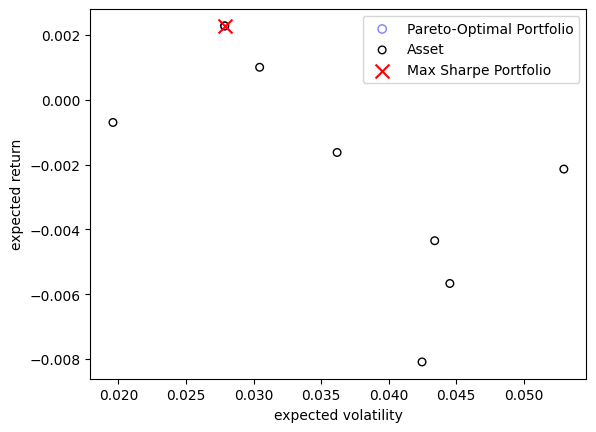 0.002
0.000
−0.002
−0.004
−0.006
−0.008
expected return
Pareto-Optimal Portfolio
Asset
Max Sharpe Portfolio
0.020 0.025 0.030 0.035 0.040 0.045 0.050
expected volatility